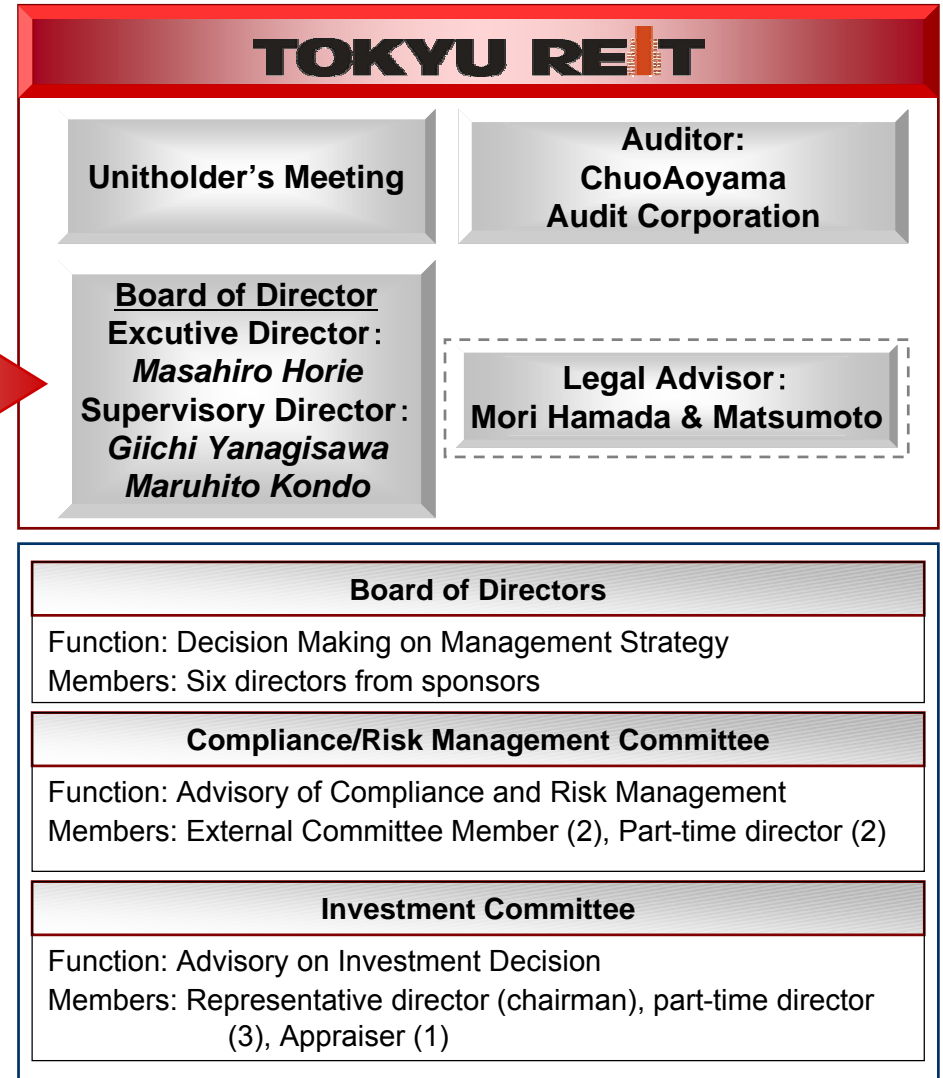 TOKYU REIT
Unitholder's Meeting
Auditor:
ChuoAoyama
Audit Corporation
Board of Director
Excutive Director:
Masahiro Horie
Supervisory Director:
Giichi Yanagisawa
Maruhito Kondo
Legal Advisor:
Mori Hamada & Matsumoto
Board of Directors
Function: Decision Making on Management Strategy
Members: Six directors from sponsors
Compliance/Risk Management Committee
Function: Advisory of Compliance and Risk Management
Members: External Committee Member (2), Part-time director (2)
Investment Committee
Function: Advisory on Investment Decision
Members: Representative director (chairman), part-time director
(3), Appraiser (1)